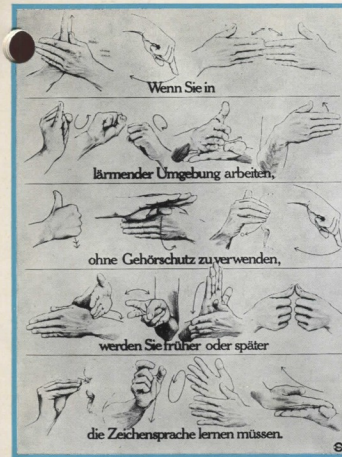 Wenn Sie in
lärmender Umgebung arbeiten,
ohne Gehörschutz zu verwenden,
werden Sie früher oder später
die Zeichensprache lernen müssen.